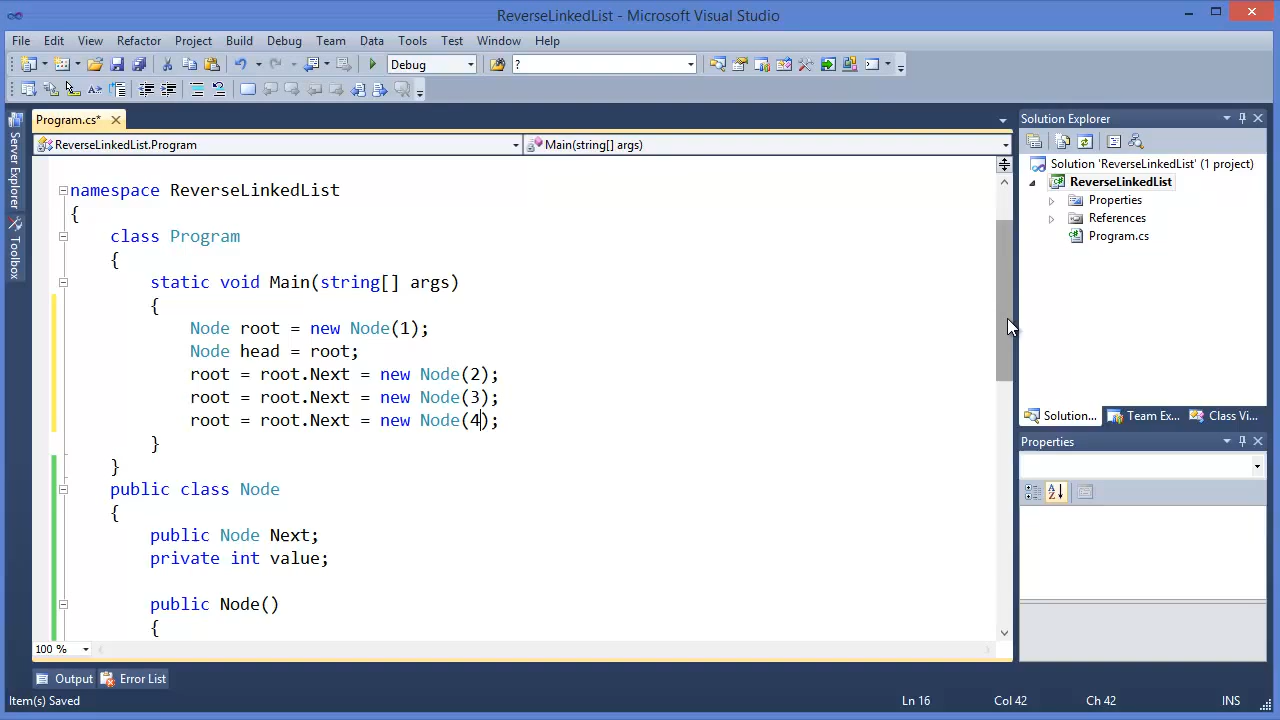 ReverseLinkedList - Microsoft Visual Studio
File Edit View Refactor Project Build Debug Team Data Tools Test Window Help
Debug ?
Program.cs*
ReverseLinkedList.Program Main(string[] args)
Server Explorer
Toolbox
namespace ReverseLinkedList
{
class Program
{
static void Main(string[] args)
{
Node root = new Node(1);
Node head = root;
root = root.Next = new Node(2);
root = root.Next = new Node(3);
root = root.Next = new Node(4);
}
}
public class Node
{
public Node Next;
private int value;
public Node()
{
100 %
Solution Explorer
Solution 'ReverseLinkedList' (1 project)
ReverseLinkedList
Properties
References
Program.cs
Solution... Team Ex... Class Vi...
Properties
Output Error List
Item(s) Saved Ln 16 Col 42 Ch 42 INS